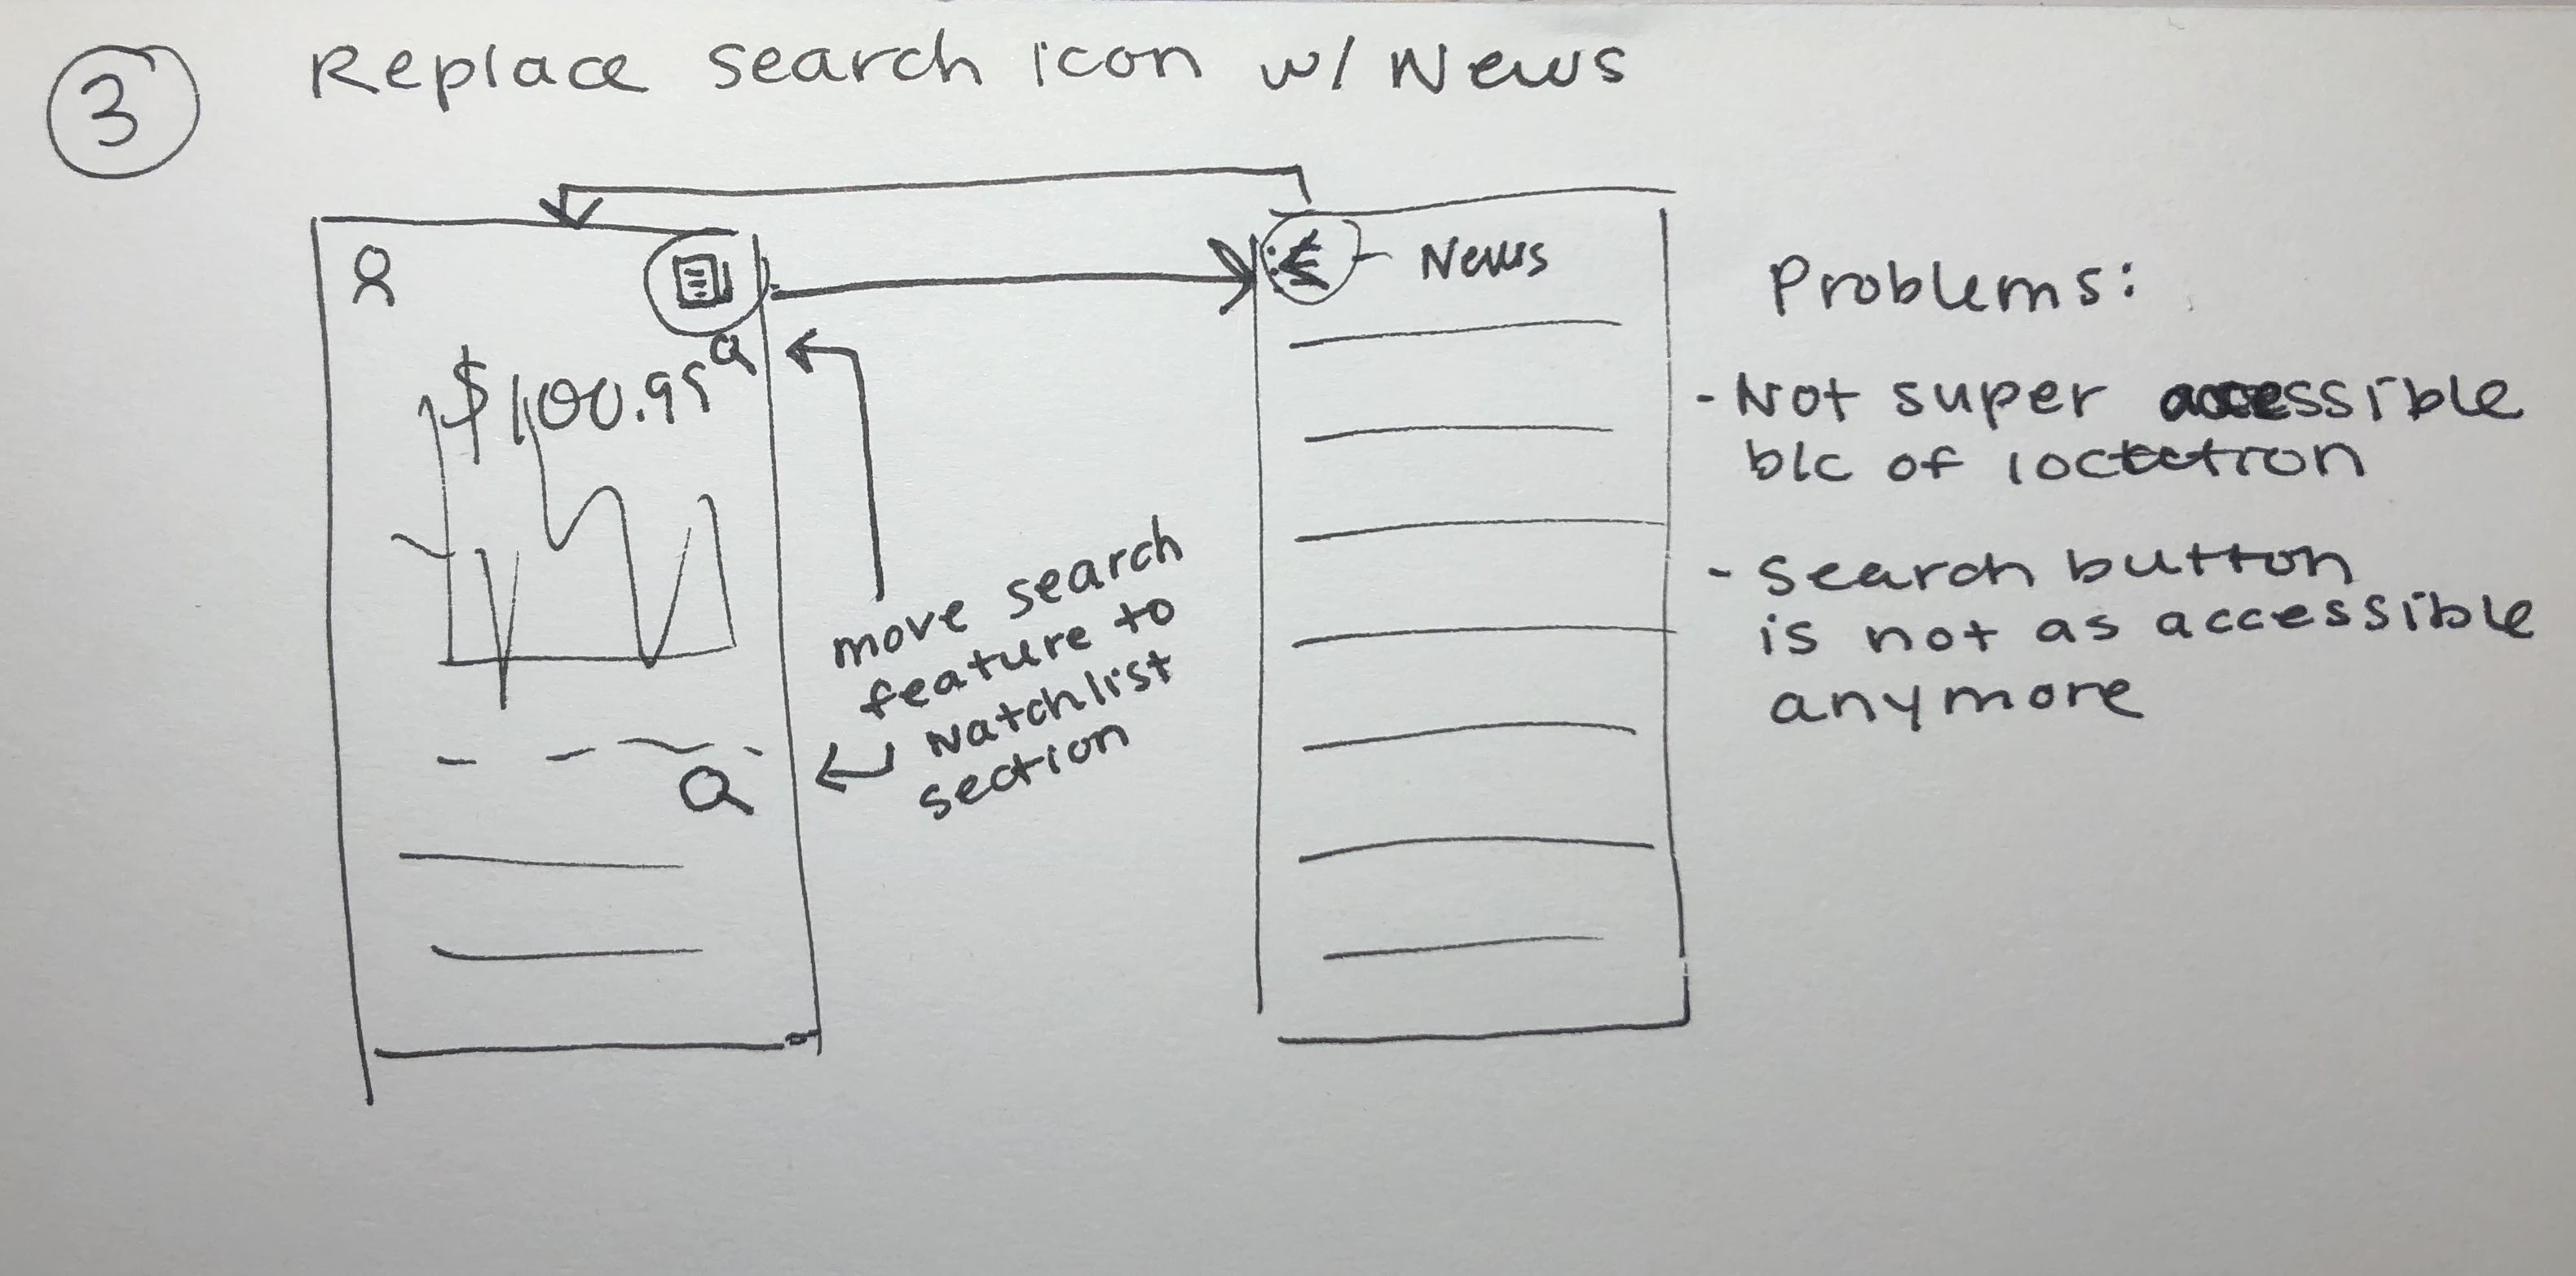 3 Replace search icon w/ News
News
$100.95
move search
feature to
watchlist
section
Problems:
- Not super accessible
b/c of location
- Search button
is not as accessible
anymore